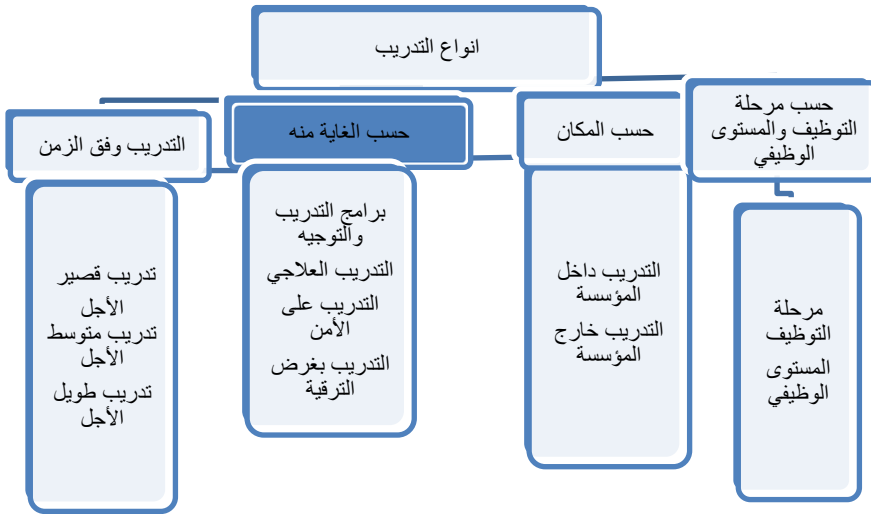 انواع التدريب
حسب مرحلة
التوظيف والمستوى
الوظيفي
حسب المكان
حسب الغاية منه
التدريب وفق الزمن
مرحلة
التوظيف
المستوى
الوظيفي
التدريب داخل
المؤسسة
التدريب خارج
المؤسسة
برامج التدريب
والتوجيه
التدريب العلاجي
التدريب على
الأمن
التدريب بغرض
الترقية
تدريب قصير
الأجل
تدريب متوسط
الأجل
تدريب طويل
الأجل